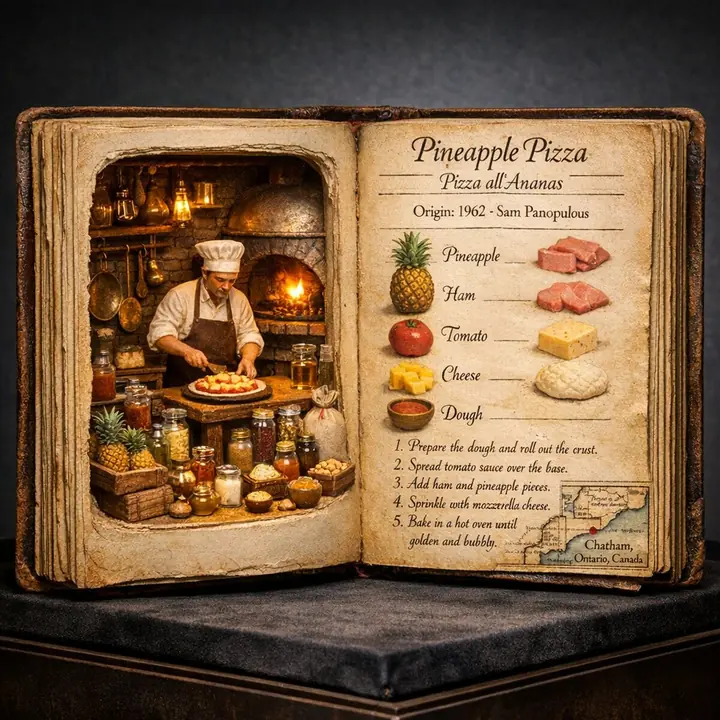 Pineapple Pizza
Pizza all'Ananas
Origin: 1962 - Sam Panopulous
Pineapple
Ham
Tomato
Cheese
Dough
1. Prepare the dough and roll out the crust.
2. Spread tomato sauce over the base.
3. Add ham and pineapple pieces.
4. Sprinkle with mozzerella cheese.
5. Bake in a hot oven until
golden and bubbly.
Chatham,
Ontario, Canada